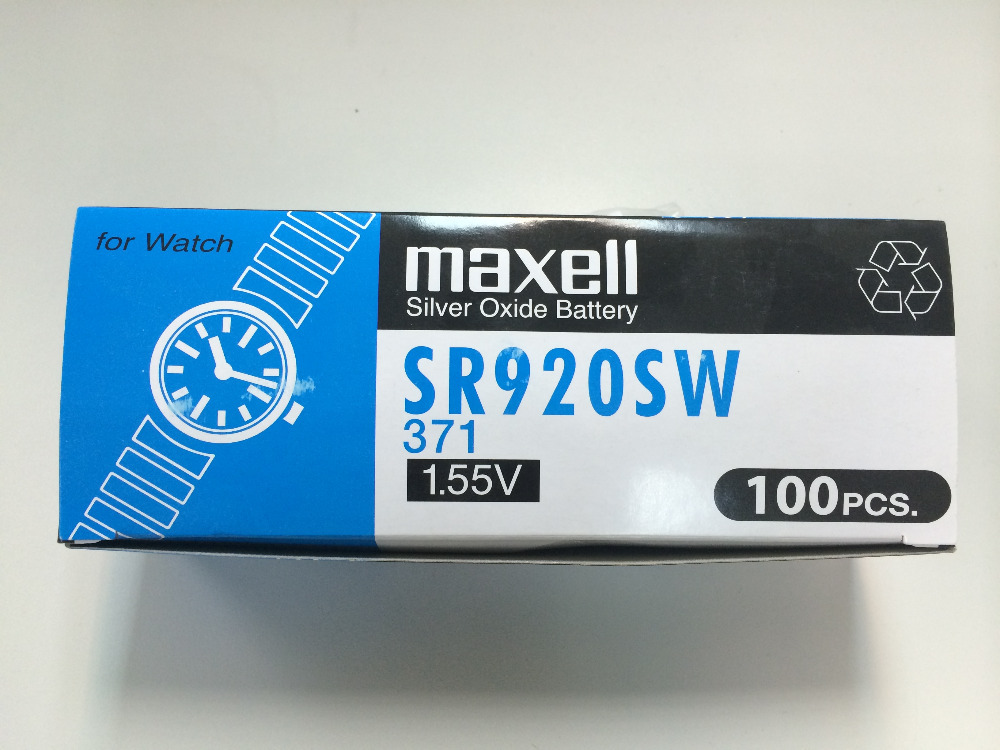 for Watch
maxell
Silver Oxide Battery
SR920SW
371
1.55V
100PCS.